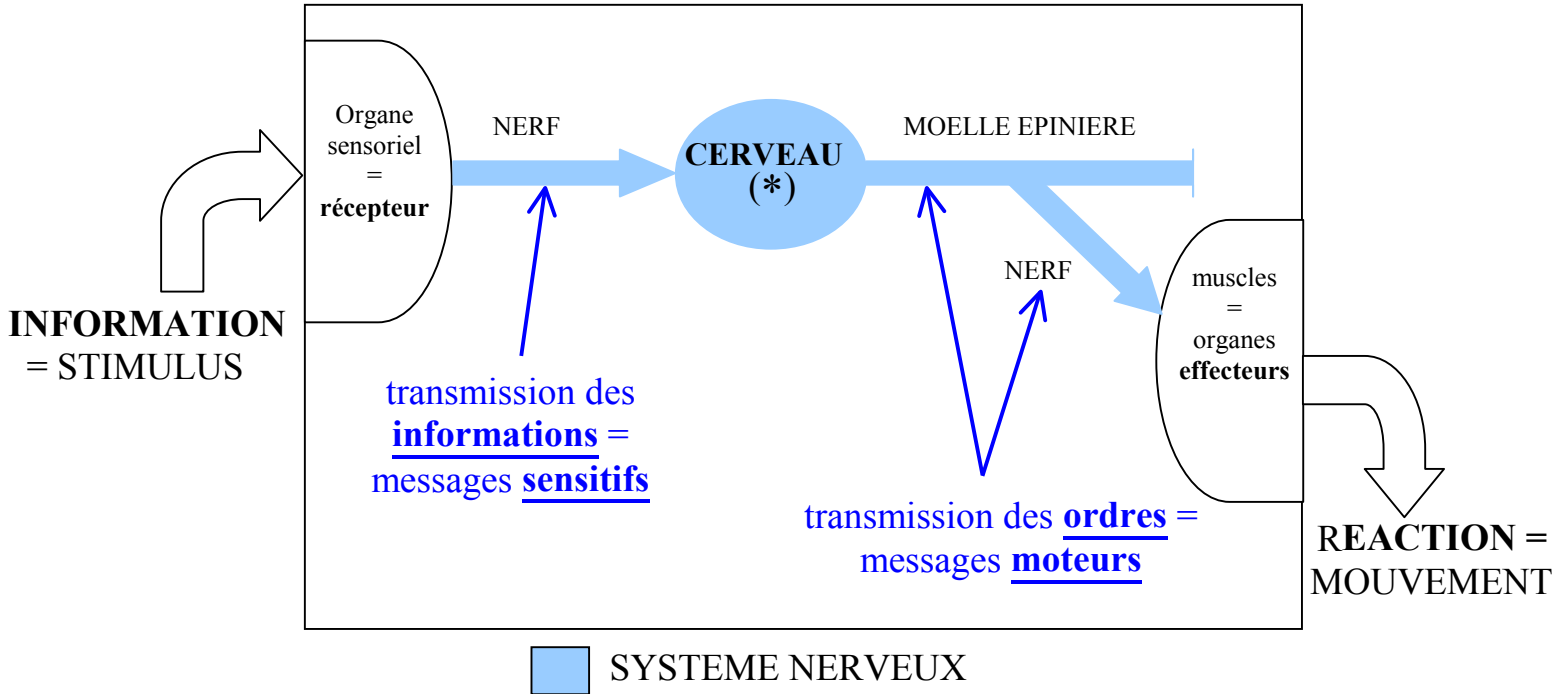 Organe
sensoriel
=
récepteur
NERF
CERVEAU
(*)
MOELLE EPINIERE
NERF
muscles
=
organes
effecteurs
INFORMATION
= STIMULUS
transmission des
informations =
messages sensitifs
transmission des ordres =
messages moteurs
REACTION =
MOUVEMENT
SYSTEME NERVEUX